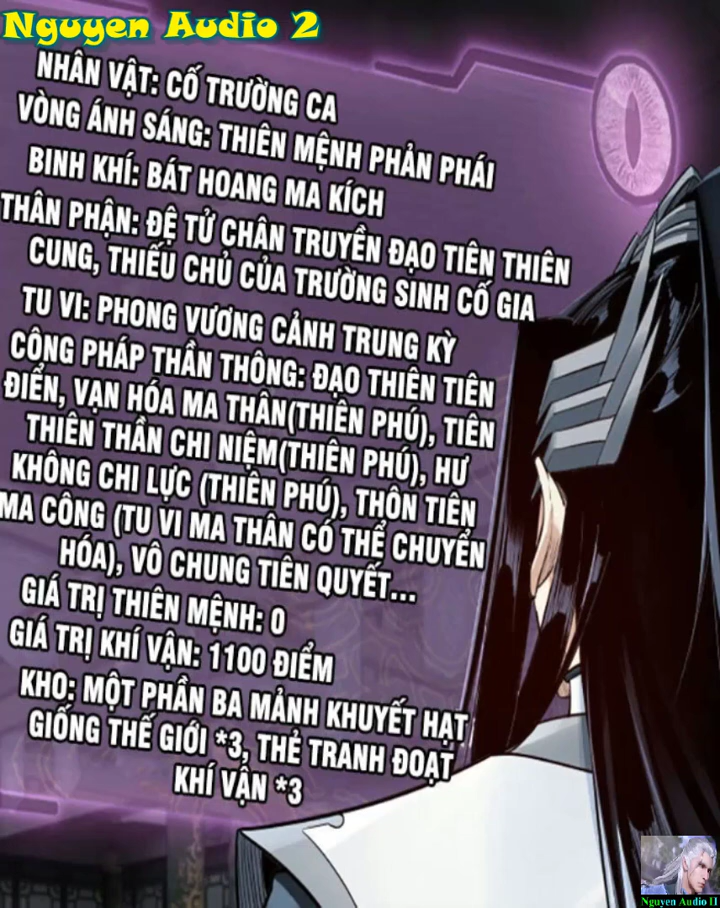 Nguyen Audio 2
NHÂN VẬT: CỐ TRƯỜNG CA
VÒNG ÁNH SÁNG: THIÊN MỆNH PHẢN PHÁI
BINH KHÍ: BÁT HOANG MA KÍCH
THÂN PHẬN: ĐỆ TỬ CHÂN TRUYỀN ĐẠO TIÊN THIÊN
CUNG, THIẾU CHỦ CỦA TRƯỜNG SINH CỐ GIA
TU VI: PHONG VƯƠNG CẢNH TRUNG KỲ
CÔNG PHÁP THẦN THÔNG: ĐẠO THIÊN TIÊN
ĐIỂN, VẠN HÓA MA THÂN(THIÊN PHÚ), TIÊN
THIÊN THẦN CHI NIỆM(THIÊN PHÚ), HƯ
KHÔNG CHI LỰC (THIÊN PHÚ), THÔN TIÊN
MA CÔNG (TU VI MA THÂN CÓ THỂ CHUYỂN
HÓA), VÔ CHUNG TIÊN QUYẾT...
GIÁ TRỊ THIÊN MỆNH: 0
GIÁ TRỊ KHÍ VẬN: 1100 ĐIỂM
KHO: MỘT PHẦN BA MẢNH KHUYẾT HẠT
GIỐNG THẾ GIỚI *3, THẺ TRANH ĐOẠT
KHÍ VẬN *3
Nguyen Audio II